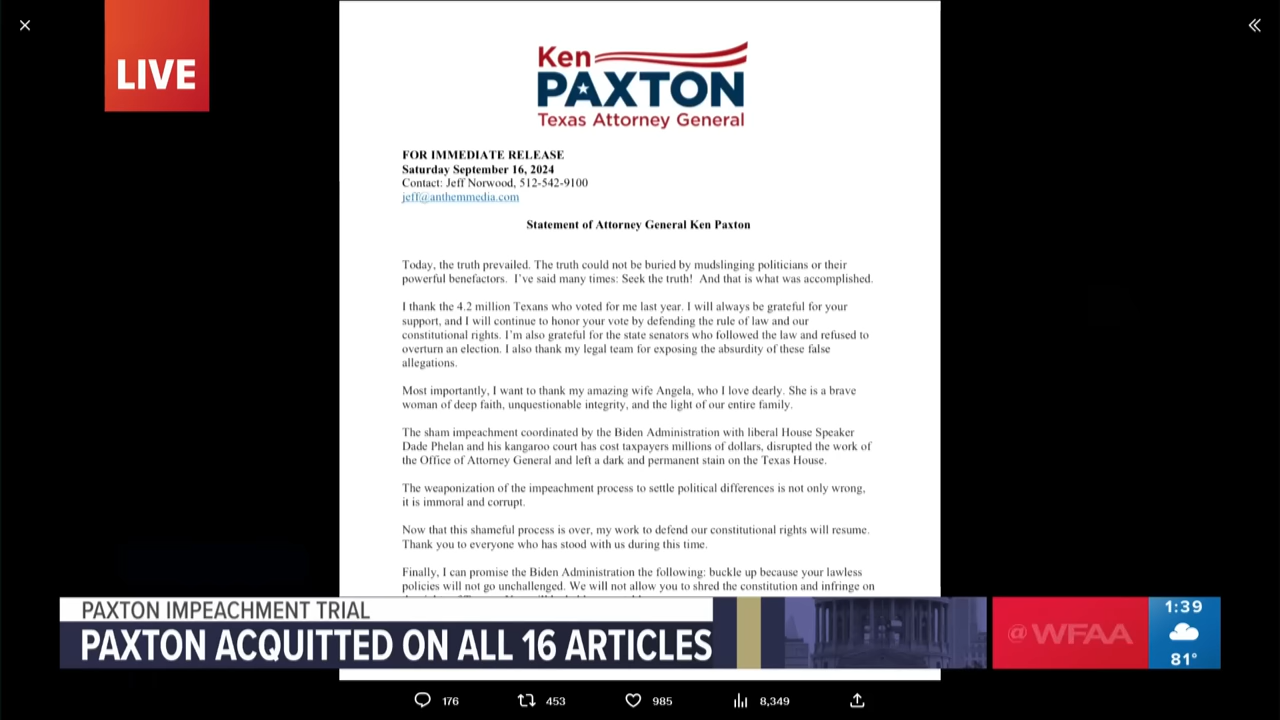 LIVE
Ken
PAXTON
Texas Attorney General
FOR IMMEDIATE RELEASE
Saturday September 16, 2024
Contact: Jeff Norwood, 512-542-9100
jeff@anthemmedia.com
Statement of Attorney General Ken Paxton
Today, the truth prevailed. The truth could not be buried by mudslinging politicians or their
powerful benefactors. I've said many times: Seek the truth! And that is what was accomplished.
I thank the 4.2 million Texans who voted for me last year. I will always be grateful for your
support, and I will continue to honor your vote by defending the rule of law and our
constitutional rights. I'm also grateful for the state senators who followed the law and refused to
overturn an election. I also thank my legal team for exposing the absurdity of these false
allegations.
Most importantly, I want to thank my amazing wife Angela, who I love dearly. She is a brave
woman of deep faith, unquestionable integrity, and the light of our entire family.
The sham impeachment coordinated by the Biden Administration with liberal House Speaker
Dade Phelan and his kangaroo court has cost taxpayers millions of dollars, disrupted the work of
the Office of Attorney General and left a dark and permanent stain on the Texas House.
The weaponization of the impeachment process to settle political differences is not only wrong,
it is immoral and corrupt.
Now that this shameful process is over, my work to defend our constitutional rights will resume.
Thank you to everyone who has stood with us during this time.
Finally, I can promise the Biden Administration the following: buckle up because your lawless
policies will not go unchallenged. We will not allow you to shred the constitution and infringe on
PAXTON IMPEACHMENT TRIAL
PAXTON ACQUITTED ON ALL 16 ARTICLES
@WFAA
1:39
81°
176
453
985
8,349